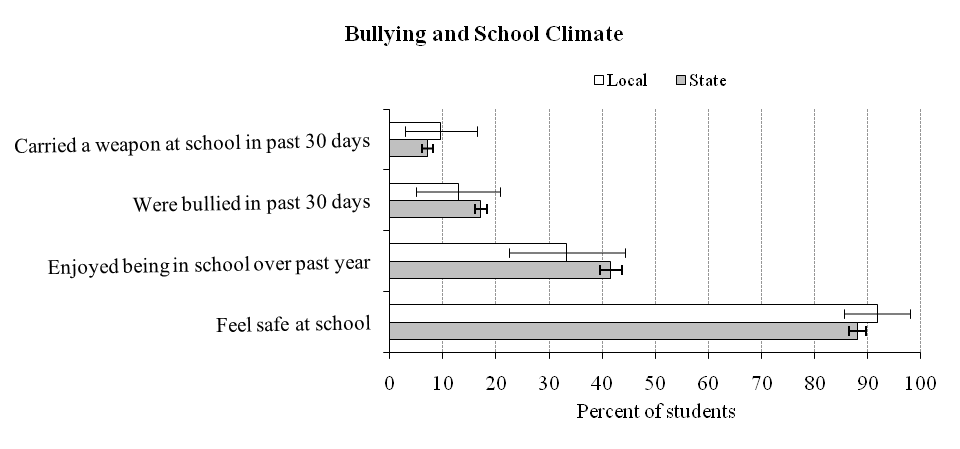 Bullying and School Climate
Local State
Carried a weapon at school in past 30 days
Were bullied in past 30 days
Enjoyed being in school over past year
Feel safe at school
0 10 20 30 40 50 60 70 80 90 100
Percent of students